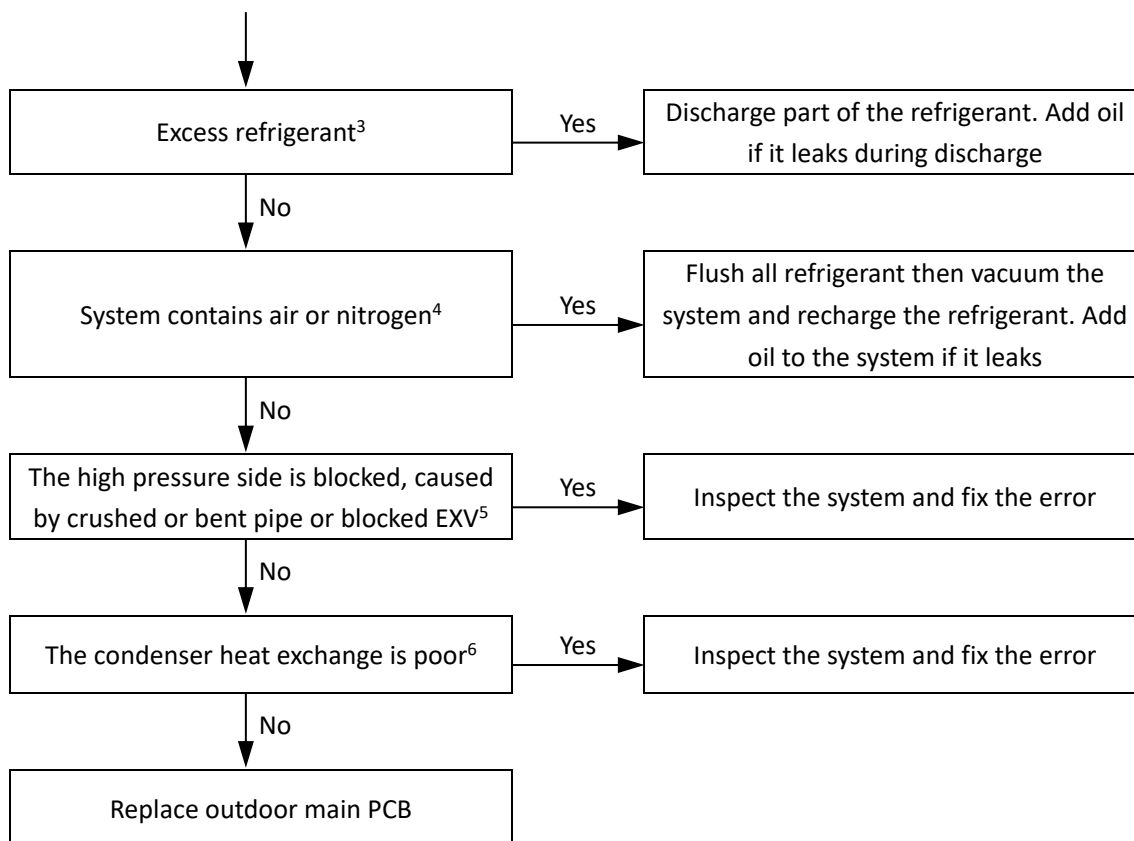 Excess refrigerant³
Yes
Discharge part of the refrigerant. Add oil
if it leaks during discharge
No
System contains air or nitrogen⁴
Yes
Flush all refrigerant then vacuum the
system and recharge the refrigerant. Add
oil to the system if it leaks
No
The high pressure side is blocked, caused
by crushed or bent pipe or blocked EXV⁵
Yes
Inspect the system and fix the error
No
The condenser heat exchange is poor⁶
Yes
Inspect the system and fix the error
No
Replace outdoor main PCB